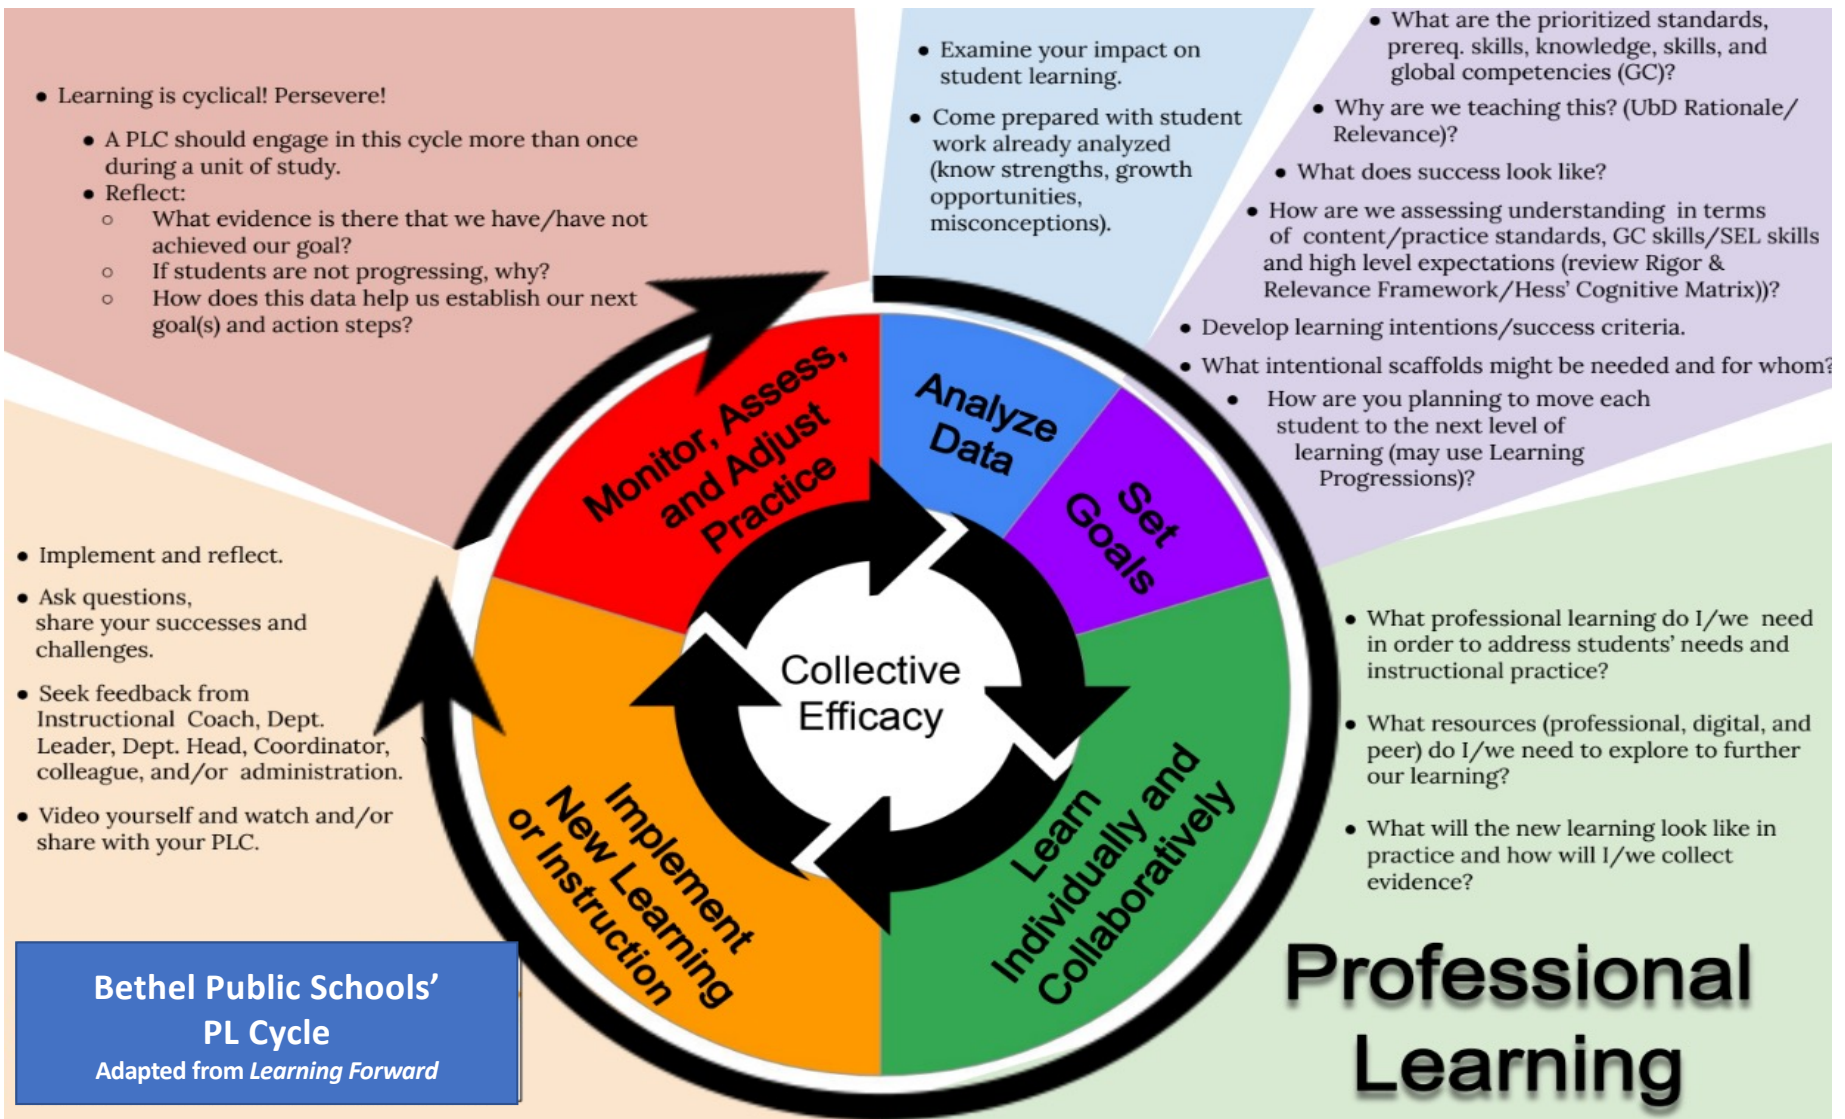 ● Learning is cyclical! Persevere!
● A PLC should engage in this cycle more than once
during a unit of study.
● Reflect:
○ What evidence is there that we have/have not
achieved our goal?
○ If students are not progressing, why?
○ How does this data help us establish our next
goal(s) and action steps?
● Examine your impact on
student learning.
● Come prepared with student
work already analyzed
(know strengths, growth
opportunities,
misconceptions).
● What are the prioritized standards,
prereq. skills, knowledge, skills, and
global competencies (GC)?
● Why are we teaching this? (UbD Rationale/
Relevance)?
● What does success look like?
● How are we assessing understanding in terms
of content/practice standards, GC skills/SEL skills
and high level expectations (review Rigor &
Relevance Framework/Hess’ Cognitive Matrix))?
● Develop learning intentions/success criteria.
● What intentional scaffolds might be needed and for whom?
● How are you planning to move each
student to the next level of
learning (may use Learning
Progressions)?
Monitor, Assess,
and Adjust
Practice
Analyze
Data
Set
Goals
Collective
Efficacy
Implement
New Learning
or Instruction
Learn
Individually and
Collaboratively
● Implement and reflect.
● Ask questions,
share your successes and
challenges.
● Seek feedback from
Instructional Coach, Dept.
Leader, Dept. Head, Coordinator,
colleague, and/or administration.
● Video yourself and watch and/or
share with your PLC.
● What professional learning do I/we need
in order to address students’ needs and
instructional practice?
● What resources (professional, digital, and
peer) do I/we need to explore to further
our learning?
● What will the new learning look like in
practice and how will I/we collect
evidence?
Bethel Public Schools’
PL Cycle
Adapted from Learning Forward
Professional
Learning